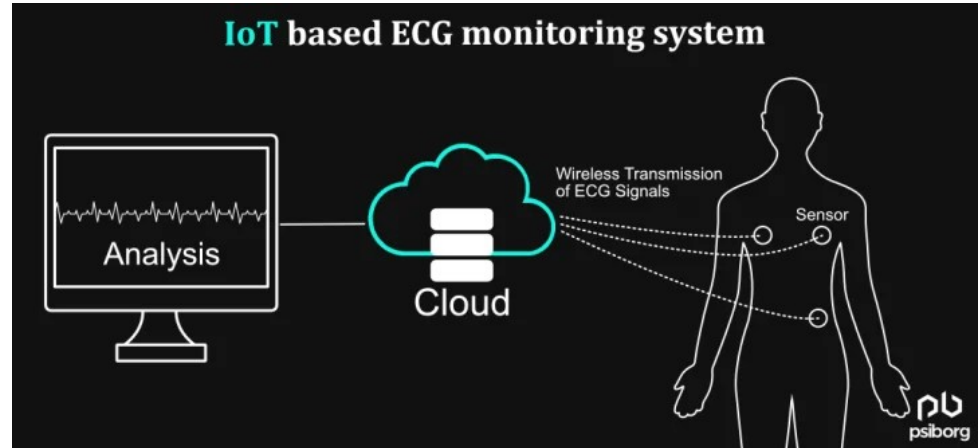 IoT based ECG monitoring system
Analysis
Cloud
Wireless Transmission
of ECG Signals
Sensor
psiborg